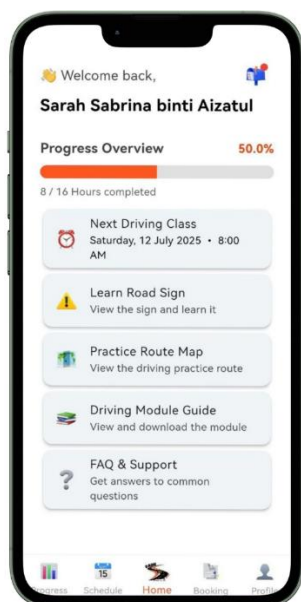 Welcome back,
Sarah Sabrina binti Aizatul
Progress Overview 50.0%
8 / 16 Hours completed
Next Driving Class
Saturday, 12 July 2025 • 8:00
AM
Learn Road Sign
View the sign and learn it
Practice Route Map
View the driving practice route
Driving Module Guide
View and download the module
FAQ & Support
Get answers to common
questions
15
Progress Schedule Home Booking Profile